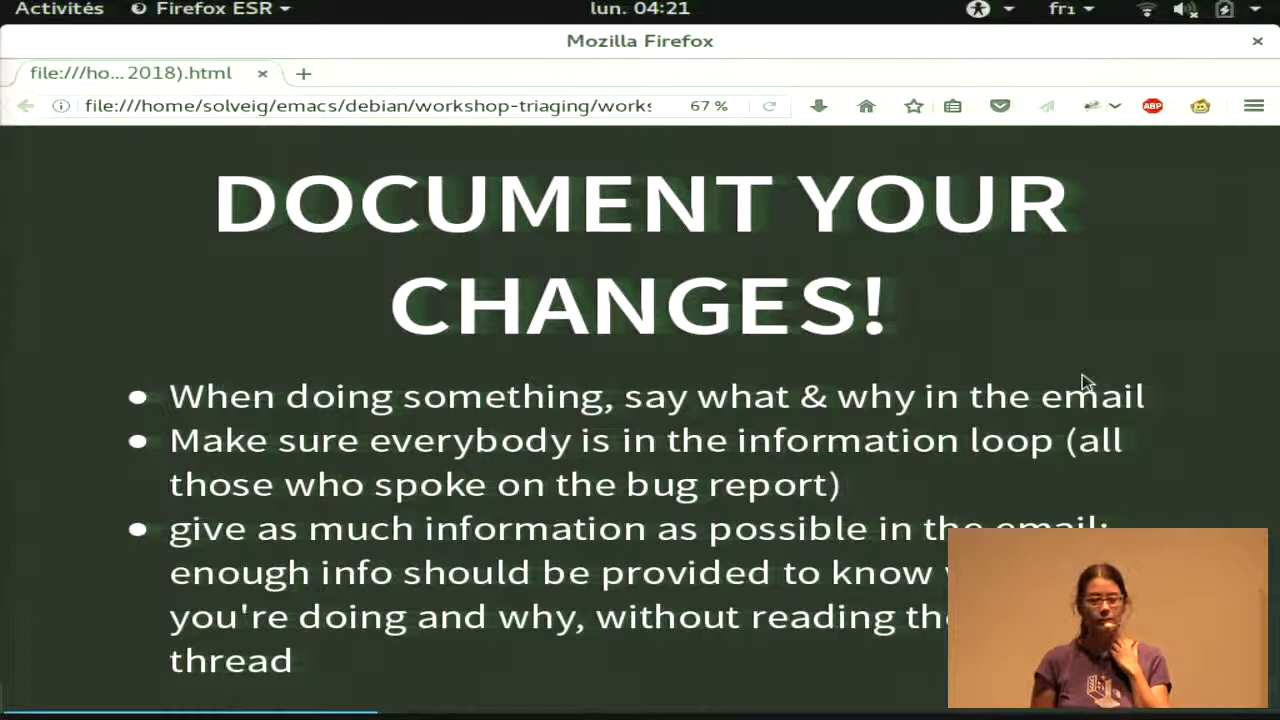 Activités Firefox ESR lun. 04:21 fr₁
Mozilla Firefox
file:///ho... 2018).html
file:///home/solveig/emacs/debian/workshop-triaging/works 67 % ABP
DOCUMENT YOUR
CHANGES!
When doing something, say what & why in the email
Make sure everybody is in the information loop (all
those who spoke on the bug report)
give as much information as possible in the email:
enough info should be provided to know
you're doing and why, without reading the
thread